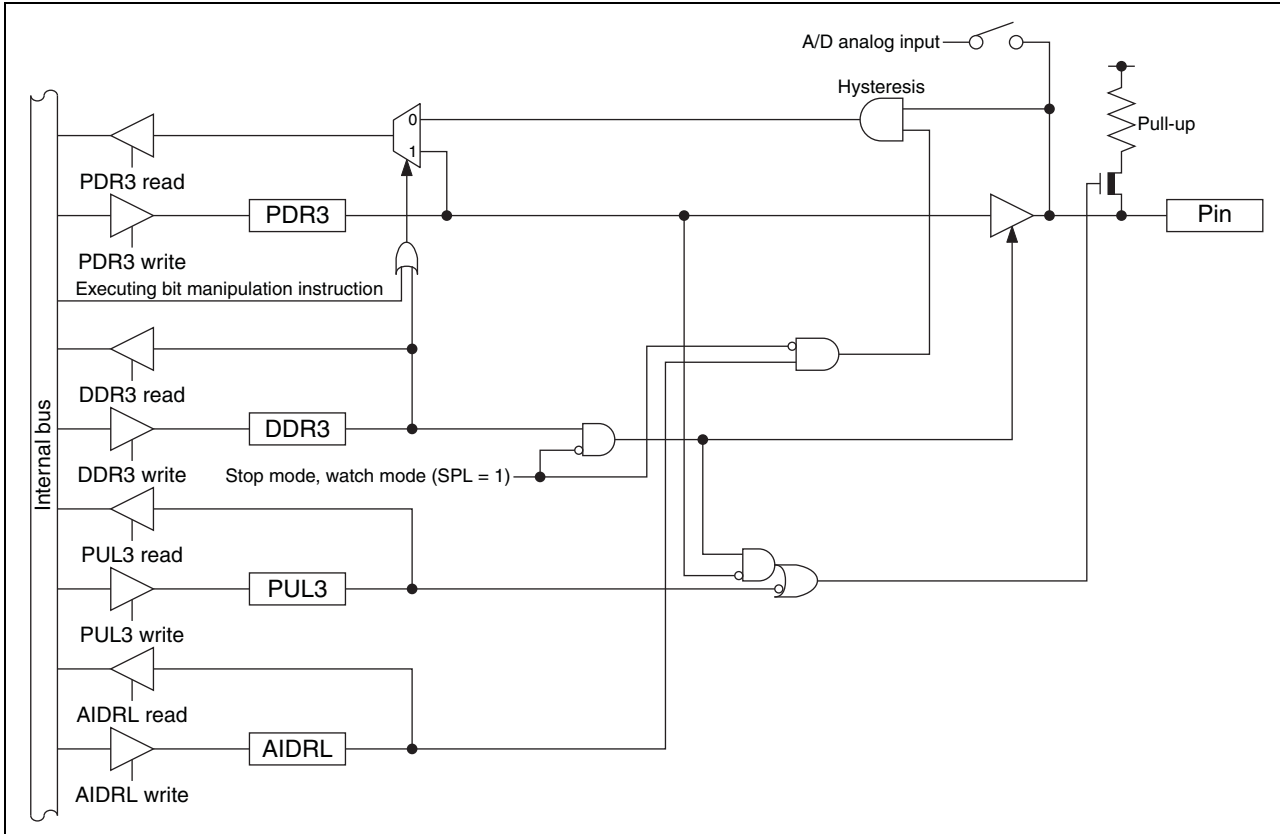 A/D analog input
Hysteresis
0
Pull-up
1
PDR3 read
PDR3
Pin
PDR3 write
Executing bit manipulation instruction
DDR3 read
Internal bus
DDR3
DDR3 write
Stop mode, watch mode (SPL = 1)
PUL3 read
PUL3
PUL3 write
AIDRL read
AIDRL
AIDRL write